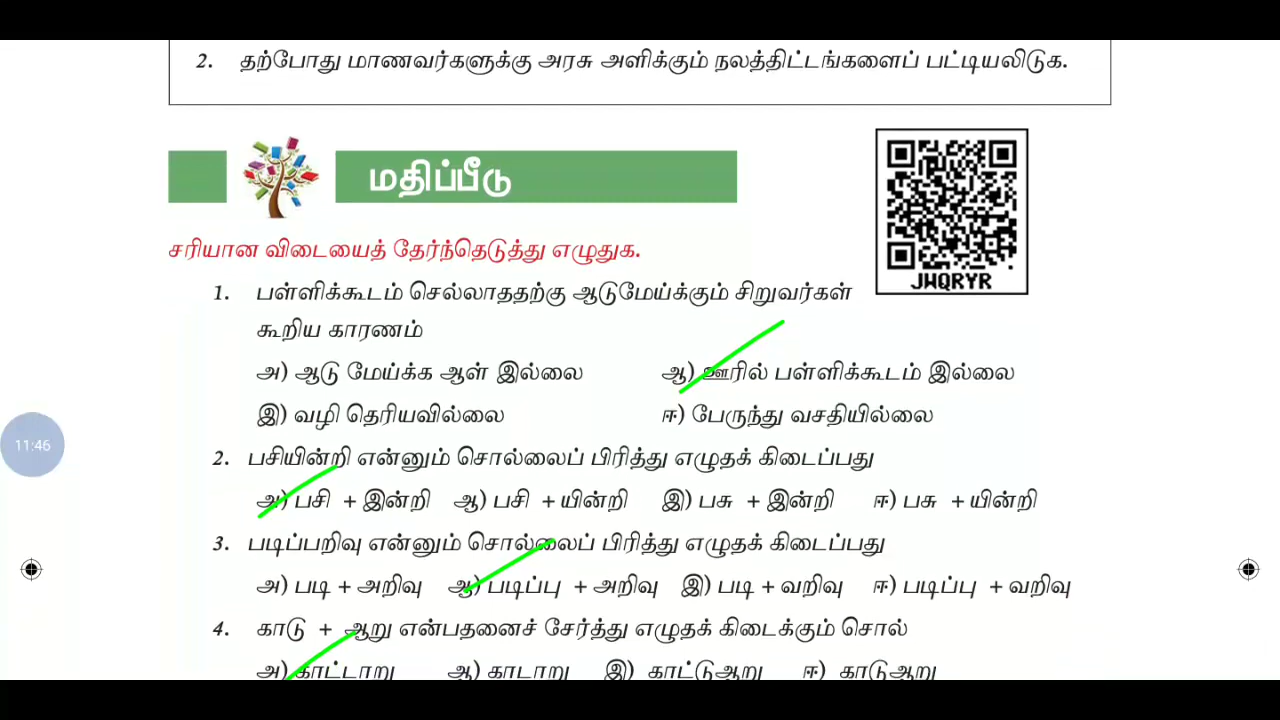 2. தற்போது மாணவர்களுக்கு அரசு அளிக்கும் நலத்திட்டங்களைப் பட்டியலிடுக.
மதிப்பீடு
JWQRYR
சரியான விடையைத் தேர்ந்தெடுத்து எழுதுக.
1. பள்ளிக்கூடம் செல்லாததற்கு ஆடுமேய்க்கும் சிறுவர்கள்
கூறிய காரணம்
அ) ஆடு மேய்க்க ஆள் இல்லை ஆ) ஊரில் பள்ளிக்கூடம் இல்லை
இ) வழி தெரியவில்லை ஈ) பேருந்து வசதியில்லை
11:46
2. பசியின்றி என்னும் சொல்லைப் பிரித்து எழுதக் கிடைப்பது
அ) பசி + இன்றி ஆ) பசி + யின்றி இ) பசு + இன்றி ஈ) பசு + யின்றி
3. படிப்பறிவு என்னும் சொல்லைப் பிரித்து எழுதக் கிடைப்பது
அ) படி + அறிவு ஆ) படிப்பு + அறிவு இ) படி + வறிவு ஈ) படிப்பு + வறிவு
4. காடு + ஆறு என்பதனைச் சேர்த்து எழுதக் கிடைக்கும் சொல்
அ) காட்டாறு ஆ) காடாறு இ) காட்டுஆறு ஈ) காடுஆறு